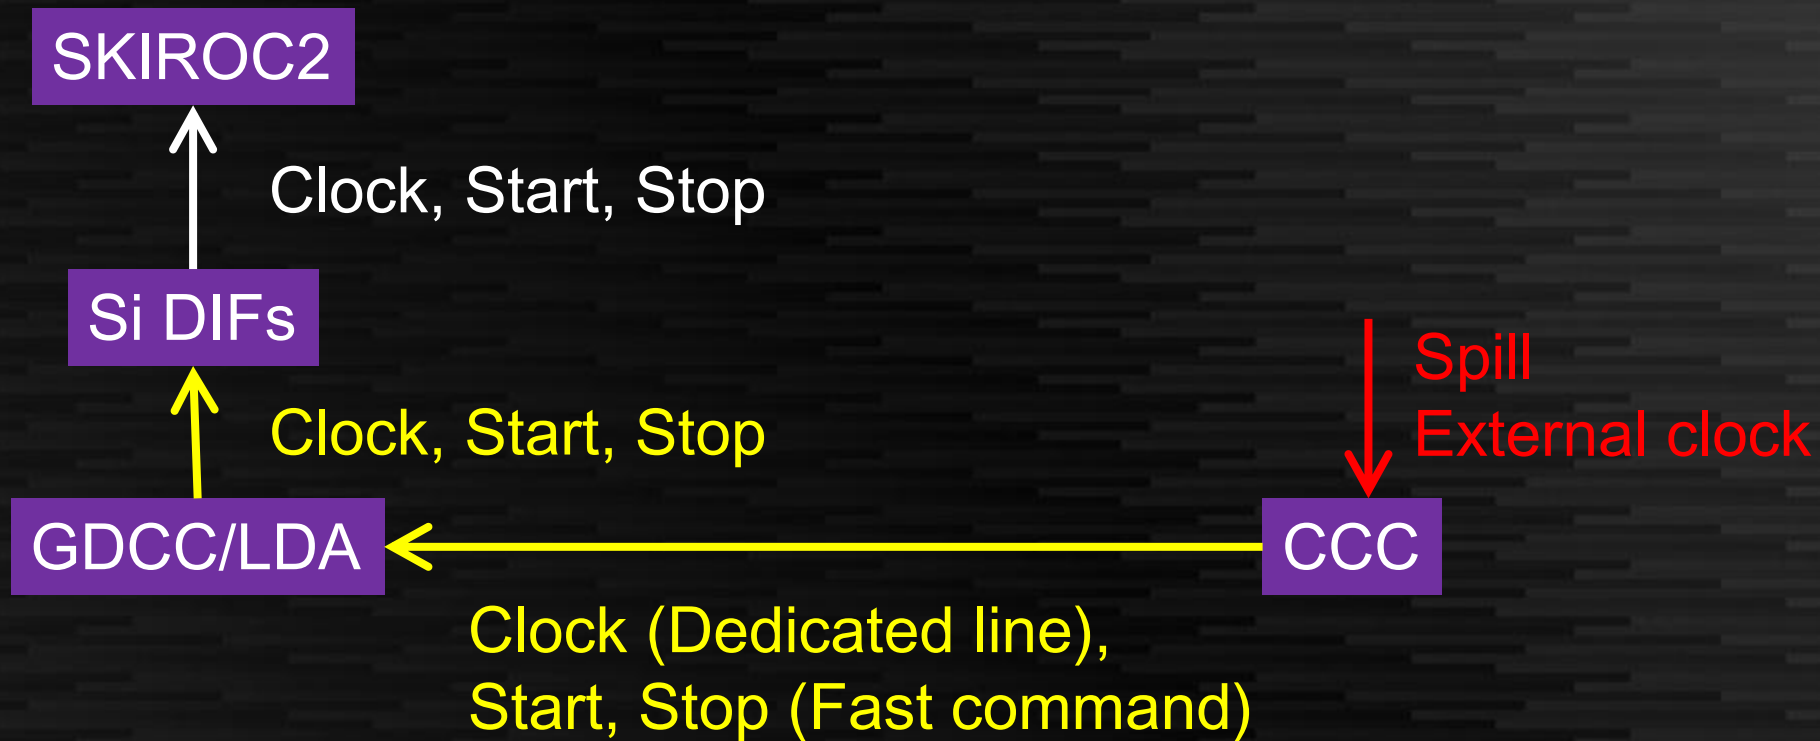 SKIROC2
Clock, Start, Stop
Si DIFs
Spill
External clock
Clock, Start, Stop
GDCC/LDA
CCC
Clock (Dedicated line),
Start, Stop (Fast command)